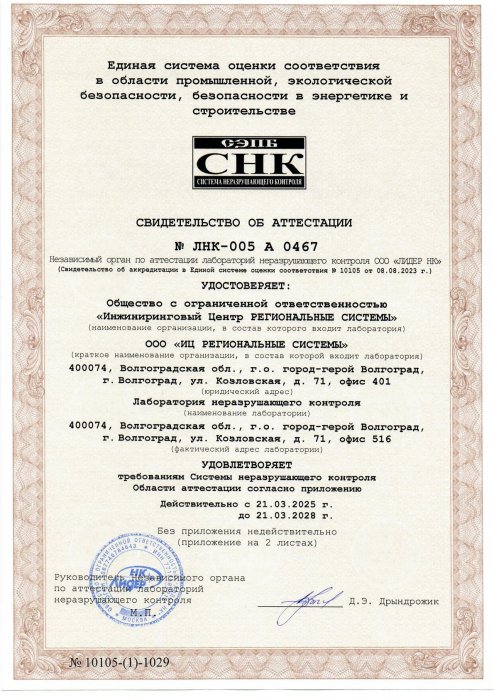 Единая система оценки соответствия
в области промышленной, экологической
безопасности, безопасности в энергетике и
строительстве
СЭПБ
СНК
СИСТЕМА НЕРАЗРУШАЮЩЕГО КОНТРОЛЯ
СВИДЕТЕЛЬСТВО ОБ АТТЕСТАЦИИ
№ ЛНК-005 А 0467
Независимый орган по аттестации лабораторий неразрушающего контроля ООО «ЛИДЕР НК»
(Свидетельство об аккредитации в Единой системе оценки соответствия № 10105 от 08.08.2023 г.)
УДОСТОВЕРЯЕТ:
Общество с ограниченной ответственностью
«Инжиниринговый Центр РЕГИОНАЛЬНЫЕ СИСТЕМЫ»
(наименование организации, в состав которого входит лаборатория)
ООО «ИЦ РЕГИОНАЛЬНЫЕ СИСТЕМЫ»
(краткое наименование организации, в состав которой входит лаборатория)
400074, Волгоградская обл., г.о. город-герой Волгоград,
г. Волгоград, ул. Козловская, д. 71, офис 401
(юридический адрес)
Лаборатория неразрушающего контроля
(наименование лаборатории)
400074, Волгоградская обл., г.о. город-герой Волгоград,
г. Волгоград, ул. Козловская, д. 71, офис 516
(фактический адрес лаборатории)
УДОВЛЕТВОРЯЕТ
требованиям Системы неразрушающего контроля
Области аттестации согласно приложению
Действительно с 21.03.2025 г.
до 21.03.2028 г.
Без приложения недействительно
(приложение на 2 листах)
НК
ЛИДЕР
МОСКВА
Руководитель независимого органа
по аттестации лабораторий
неразрушающего контроля
М.П.
Д.Э. Дрындрожик
№ 10105-(1)-1029